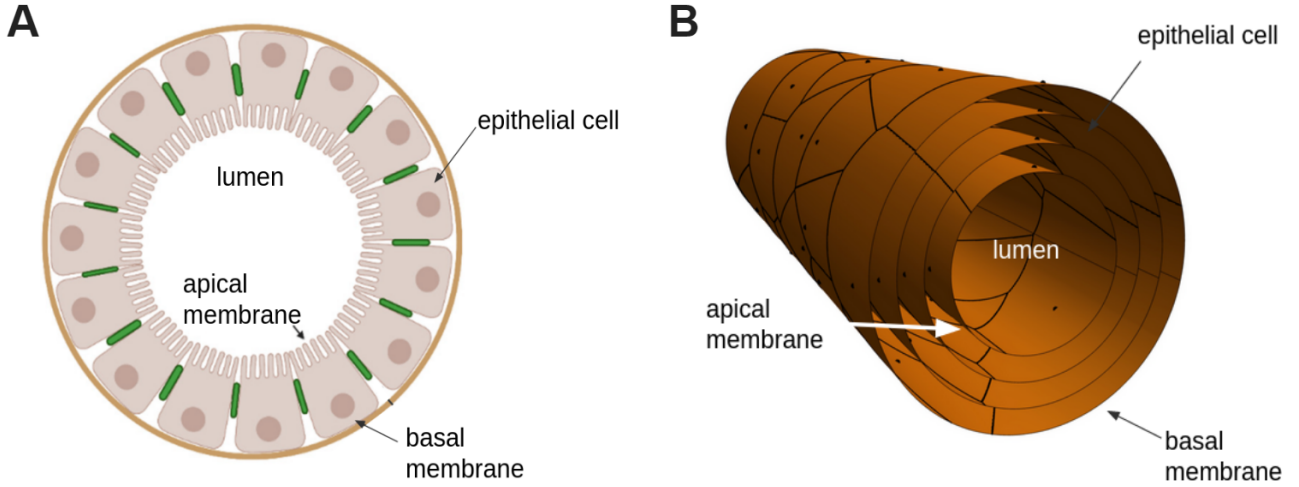 A
epithelial cell
lumen
apical
membrane
basal
membrane
B
epithelial cell
lumen
apical
membrane
basal
membrane